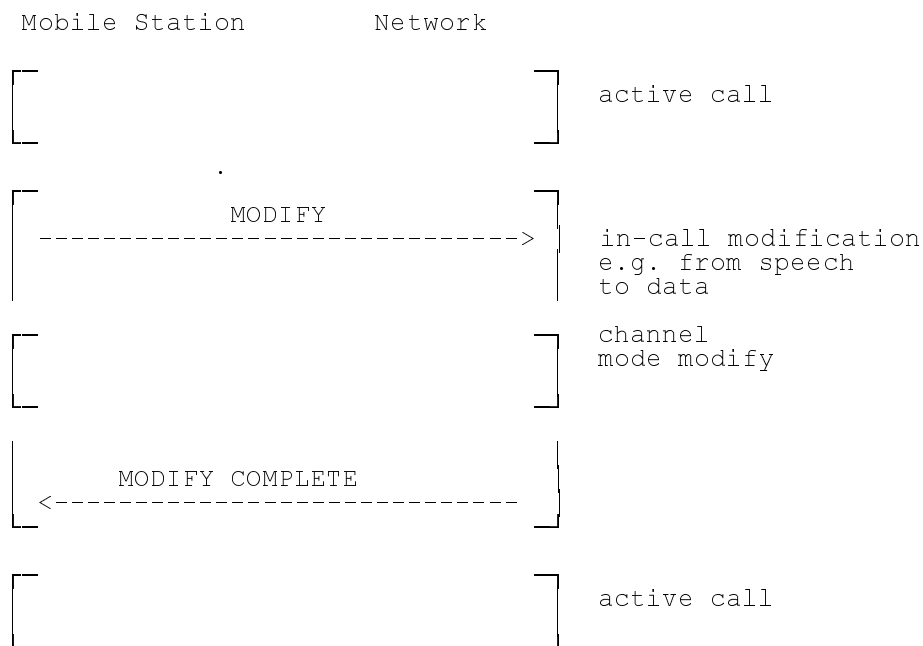 Mobile Station Network
active call
.
MODIFY
------------------------------> in-call modification
e.g. from speech
to data
channel
mode modify
MODIFY COMPLETE
<-----------------------------
active call